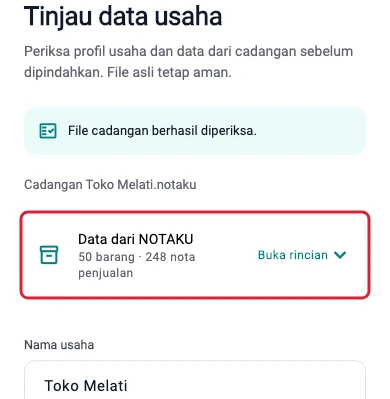 Tinjau data usaha
Periksa profil usaha dan data dari cadangan sebelum
dipindahkan. File asli tetap aman.
File cadangan berhasil diperiksa.
Cadangan Toko Melati.notaku
Data dari NOTAKU
50 barang · 248 nota
penjualan
Buka rincian
Nama usaha
Toko Melati